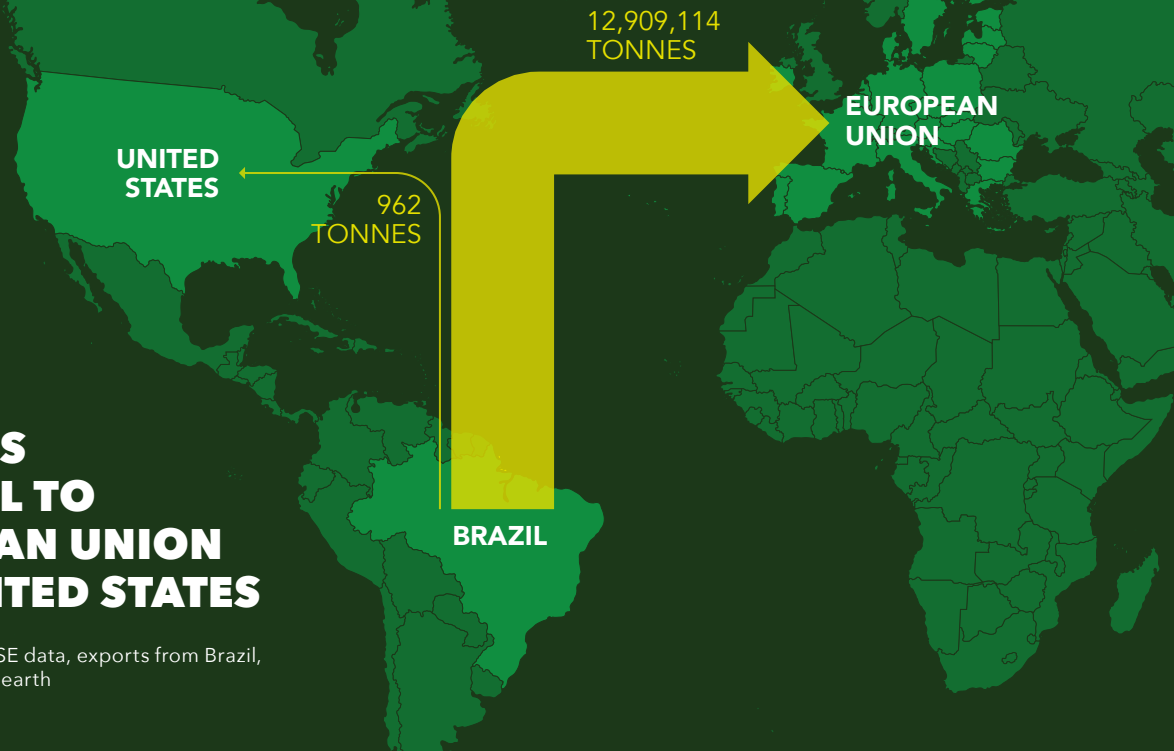 12,909,114
TONNES
EUROPEAN
UNION
UNITED
STATES
962
TONNES
BRAZIL
S
L TO
AN UNION
ITED STATES
SE data, exports from Brazil,
earth